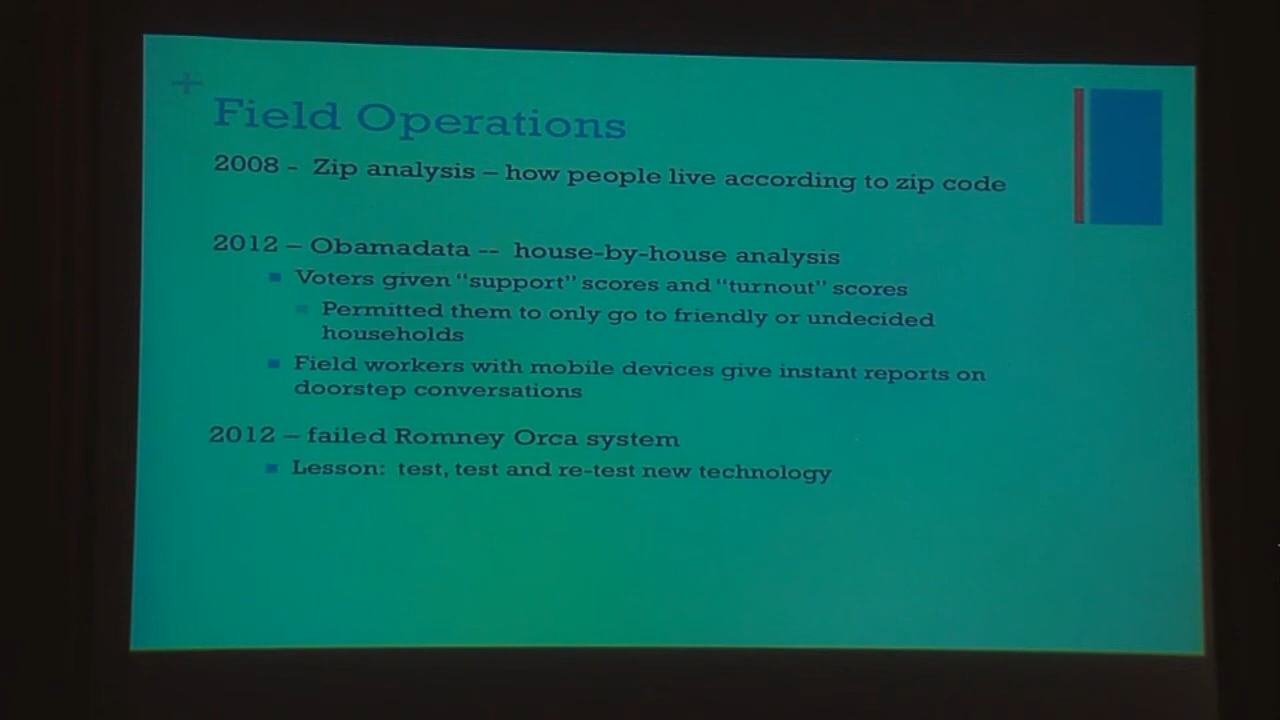 +
Field Operations
2008 - Zip analysis – how people live according to zip code
2012 – Obamadata -- house-by-house analysis
Voters given “support” scores and “turnout” scores
Permitted them to only go to friendly or undecided
households
Field workers with mobile devices give instant reports on
doorstep conversations
2012 – failed Romney Orca system
Lesson: test, test and re-test new technology